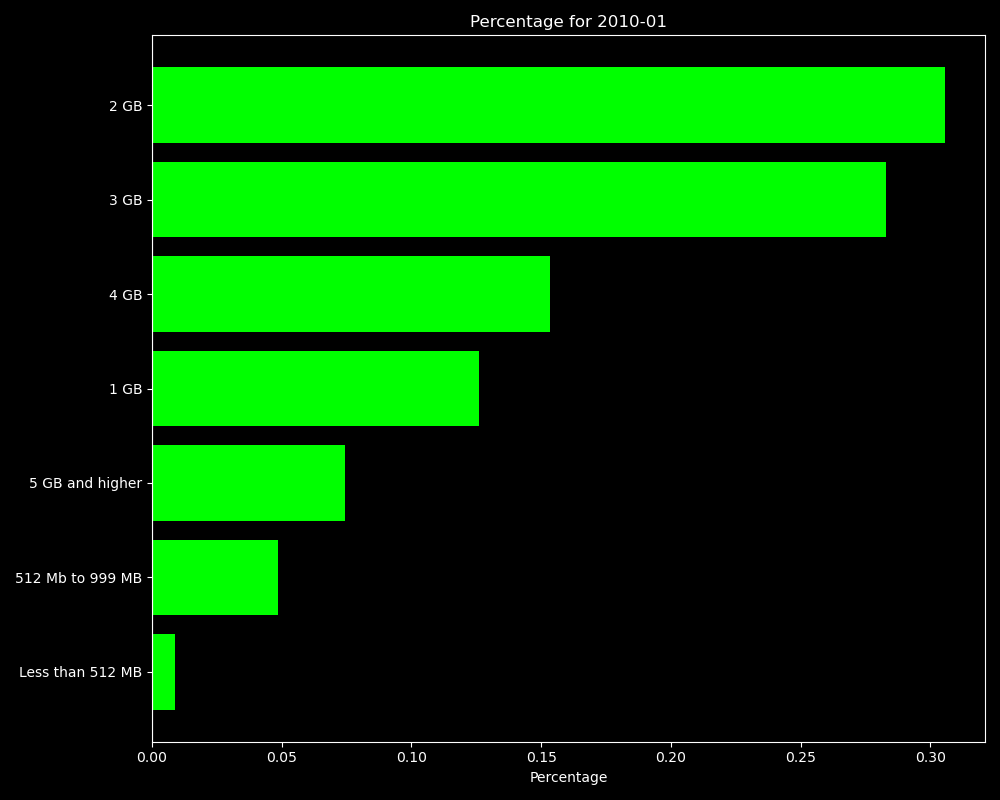 Percentage for 2010-01
2 GB
3 GB
4 GB
1 GB
5 GB and higher
512 Mb to 999 MB
Less than 512 MB
0.00 0.05 0.10 0.15 0.20 0.25 0.30
Percentage